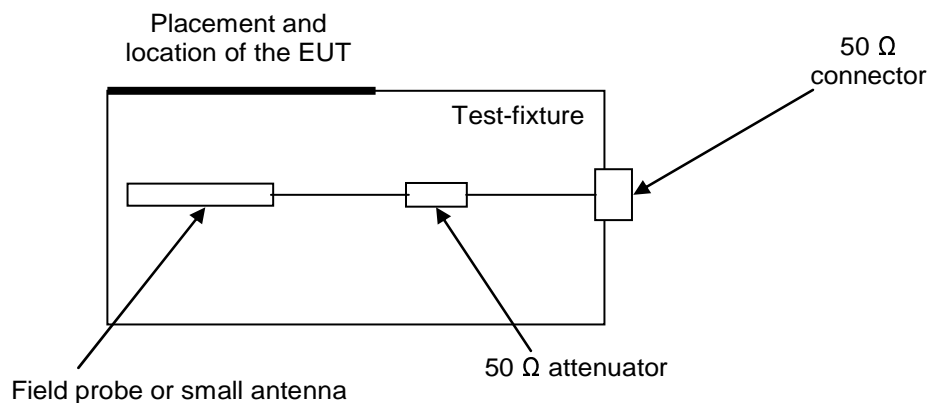 Placement and
location of the EUT
50 Ω
connector
Test-fixture
50 Ω attenuator
Field probe or small antenna